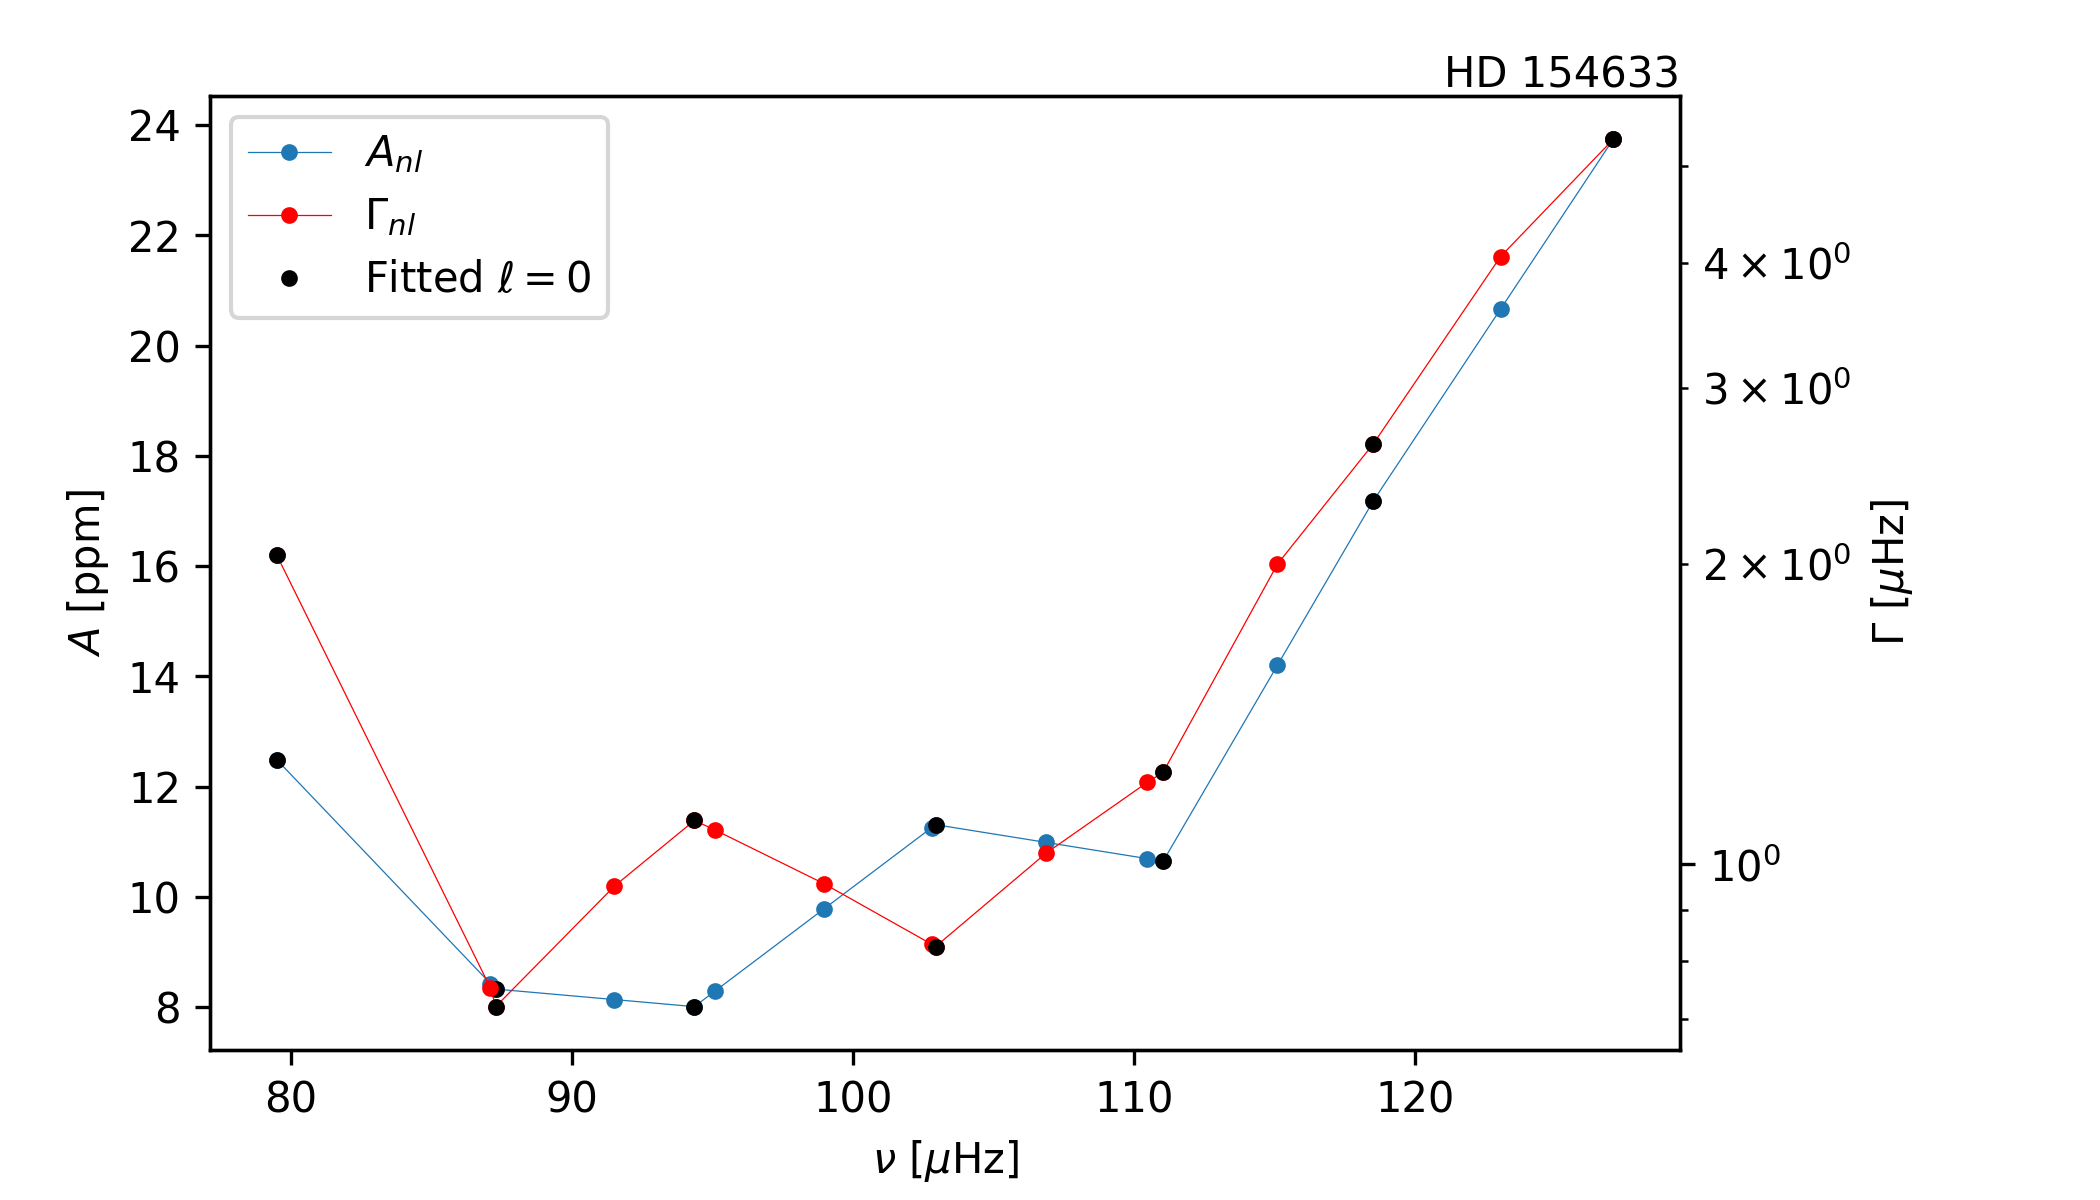 HD 154633
A_{nl}
Γ_{nl}
Fitted ℓ = 0
24
22
20
18
16
14
12
10
8
A [ppm]
4 × 10⁰
3 × 10⁰
2 × 10⁰
10⁰
Γ [μHz]
80 90 100 110 120
ν [μHz]